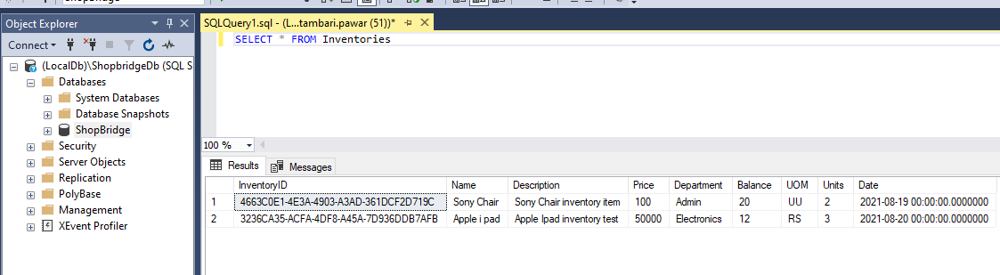 ShopBridge
Object Explorer
Connect
(LocalDb)\ShopbridgeDb (SQL S
Databases
System Databases
Database Snapshots
ShopBridge
Security
Server Objects
Replication
PolyBase
Management
XEvent Profiler
SQLQuery1.sql - (L...tambari.pawar (51))*
SELECT * FROM Inventories
100 %
Results Messages
InventoryID Name Description Price Department Balance UOM Units Date
1 4663C0E1-4E3A-4903-A3AD-361DCF2D719C Sony Chair Sony Chair inventory item 100 Admin 20 UU 2 2021-08-19 00:00:00.0000000
2 3236CA35-ACFA-4DF8-A45A-7D936DDB7AFB Apple i pad Apple Ipad inventory test 50000 Electronics 12 RS 3 2021-08-20 00:00:00.0000000